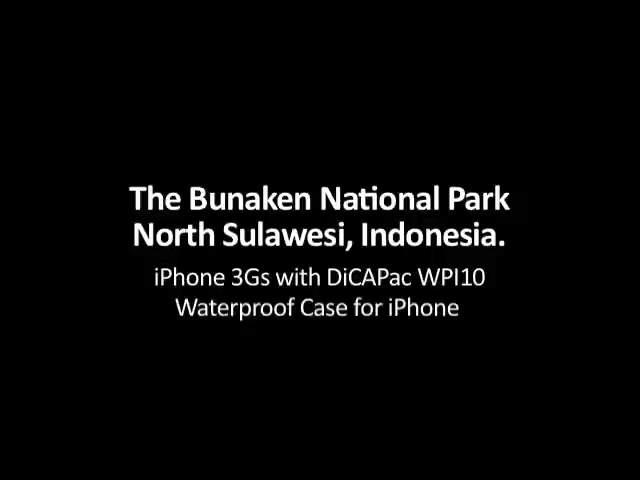 The Bunaken National Park
North Sulawesi, Indonesia.
iPhone 3Gs with DiCAPac WPI10
Waterproof Case for iPhone